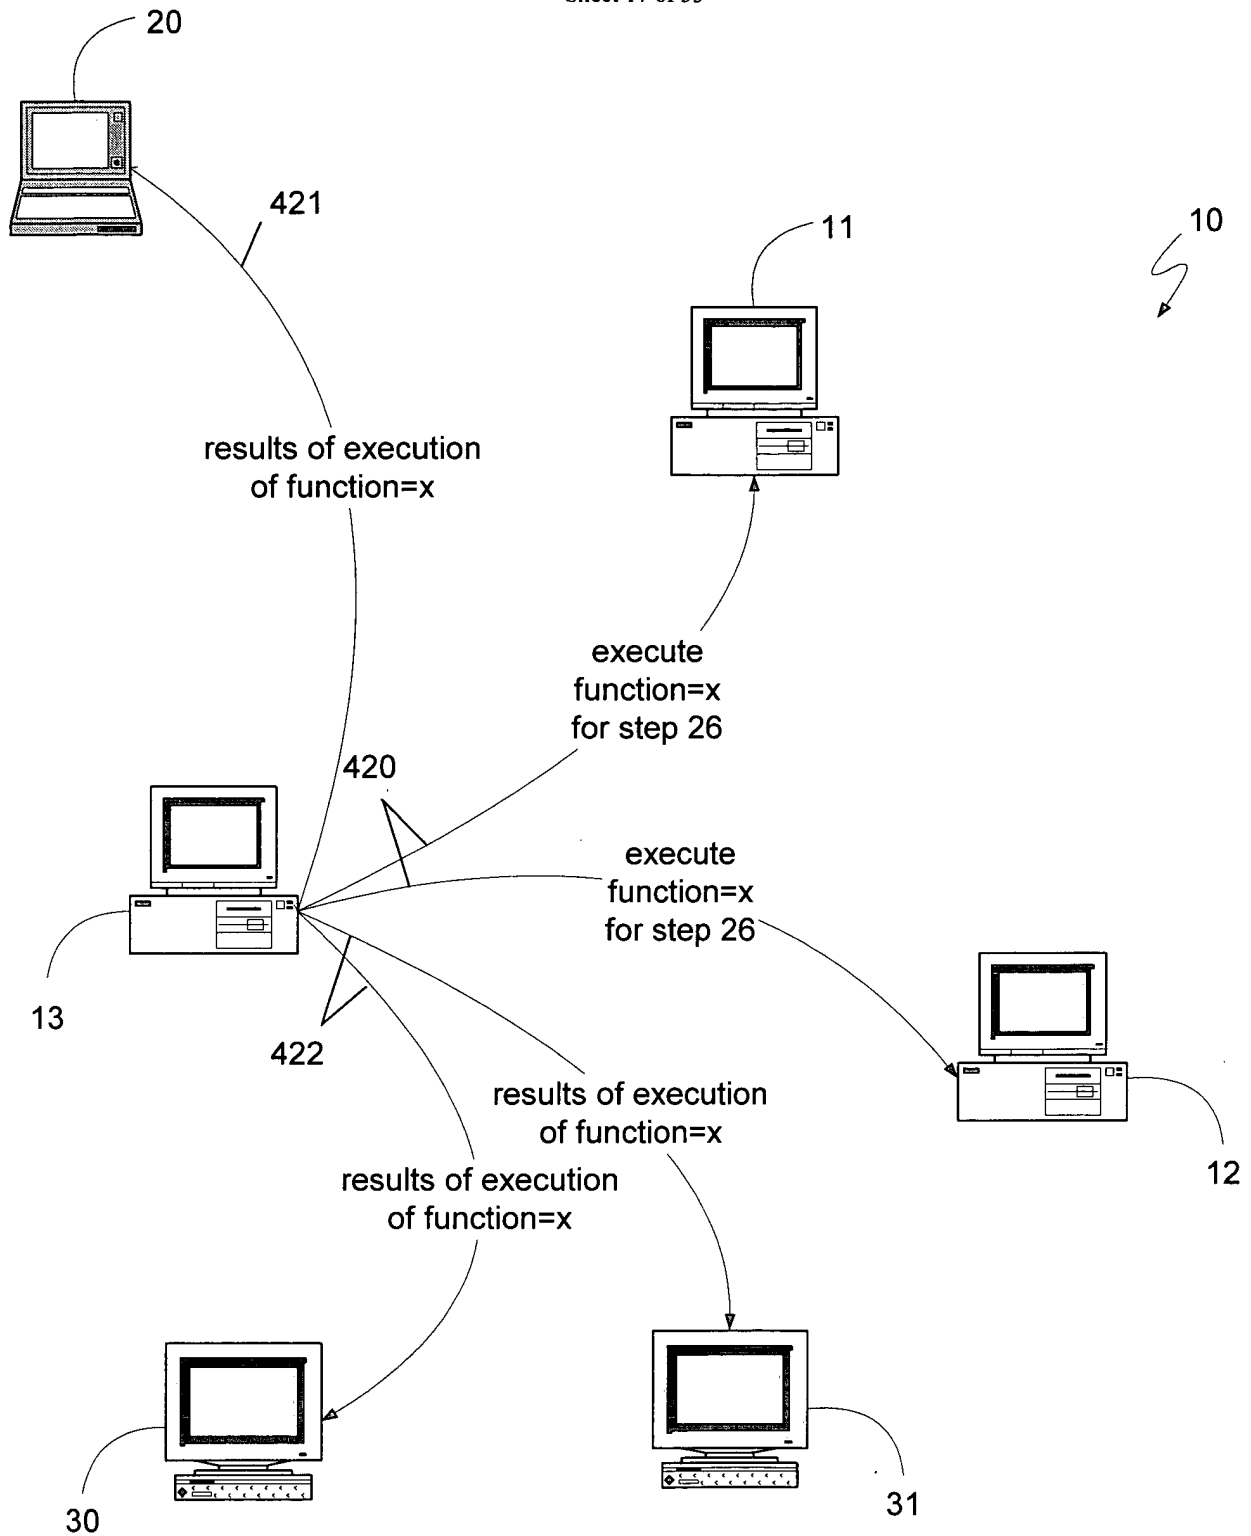 20
421
11
10
results of execution
of function=x
execute
function=x
for step 26
420
execute
function=x
for step 26
13
422
results of execution
of function=x
12
results of execution
of function=x
30
31